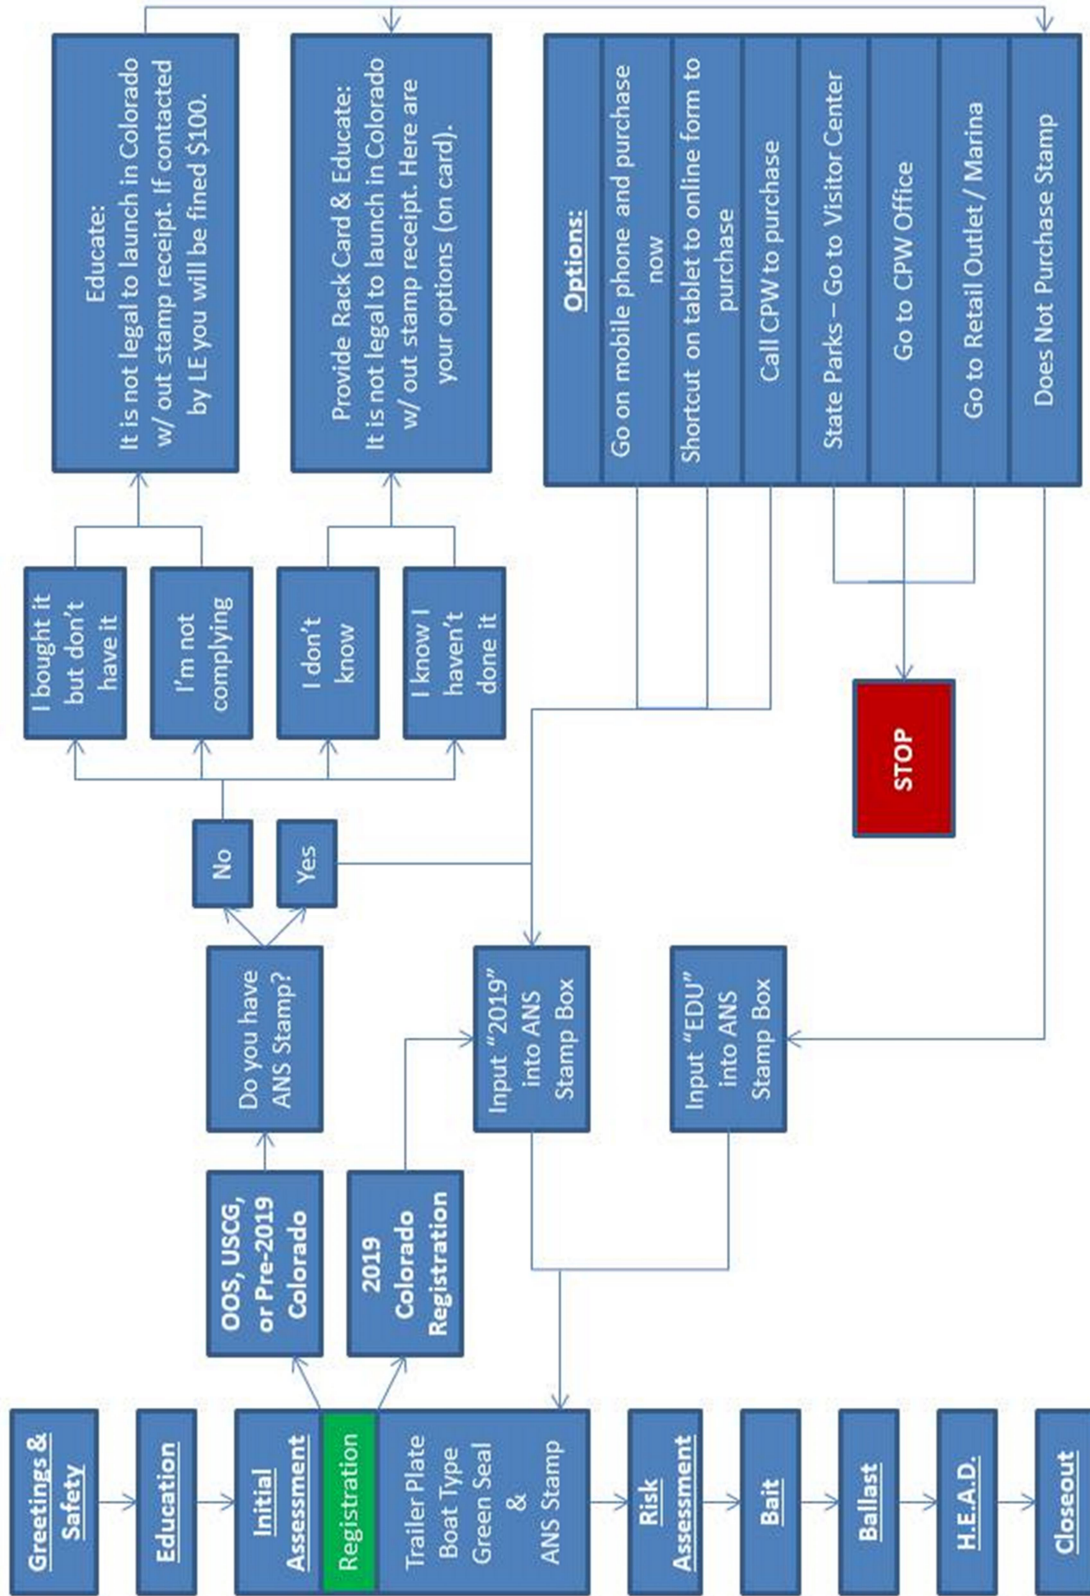 Greetings &
Safety
Education
Initial
Assessment
Registration
Trailer Plate
Boat Type
Green Seal
&
ANS Stamp
Risk
Assessment
Bait
Ballast
H.E.A.D.
Closeout
OOS, USCG,
or Pre-2019
Colorado
2019
Colorado
Registration
Do you have
ANS Stamp?
Input “2019”
into ANS
Stamp Box
Input “EDU”
into ANS
Stamp Box
No
Yes
I bought it
but don’t
have it
I’m not
complying
I don’t
know
I know I
haven’t
done it
STOP
Educate:
It is not legal to launch in Colorado
w/ out stamp receipt. If contacted
by LE you will be fined $100.
Provide Rack Card & Educate:
It is not legal to launch in Colorado
w/ out stamp receipt. Here are
your options (on card).
Options:
Go on mobile phone and purchase
now
Shortcut on tablet to online form to
purchase
Call CPW to purchase
State Parks – Go to Visitor Center
Go to CPW Office
Go to Retail Outlet / Marina
Does Not Purchase Stamp